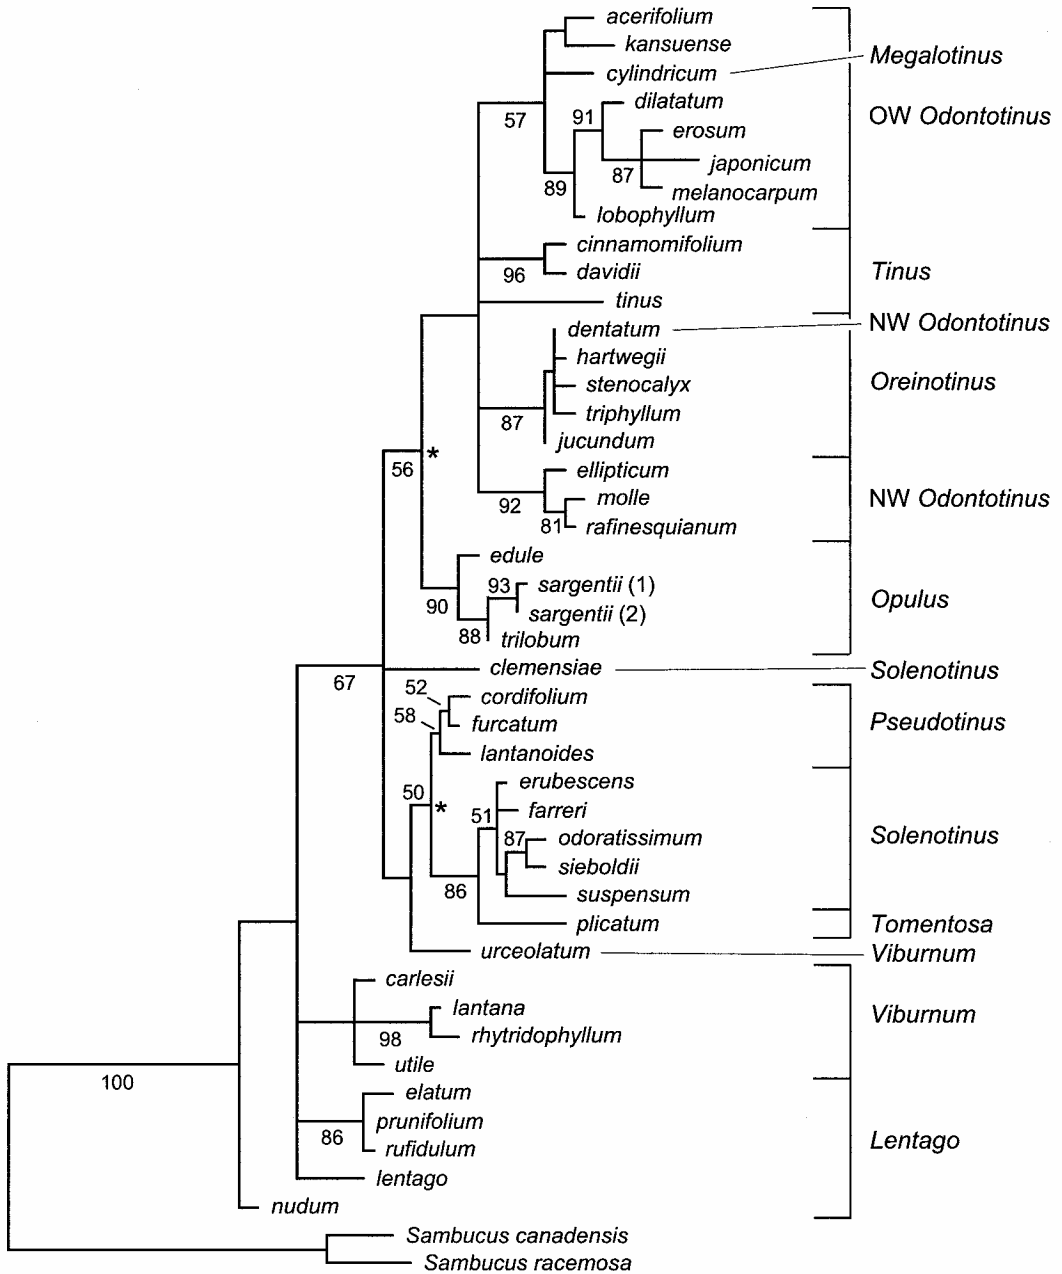 acerifolium
kansuense
cylindricum
Megalotinus
57
91
dilatatum
OW Odontotinus
erosum
japonicum
87
melanocarpum
89
lobophyllum
cinnamomifolium
96
davidii
Tinus
tinus
dentatum
NW Odontotinus
hartwegii
stenocalyx
Oreinotinus
87
triphyllum
jucundum
56
*
ellipticum
92
molle
NW Odontotinus
81
rafinesquianum
edule
93
sargentii (1)
90
sargentii (2)
Opulus
88
trilobum
67
clemensiae
Solenotinus
52
cordifolium
58
furcatum
Pseudotinus
lantanoides
50
*
erubescens
51
farreri
87
odoratissimum
Solenotinus
sieboldii
86
suspensum
plicatum
Tomentosa
urceolatum
Viburnum
carlesii
lantana
Viburnum
98
rhytridophyllum
utile
100
elatum
prunifolium
86
rufidulum
Lentago
lentago
nudum
Sambucus canadensis
Sambucus racemosa